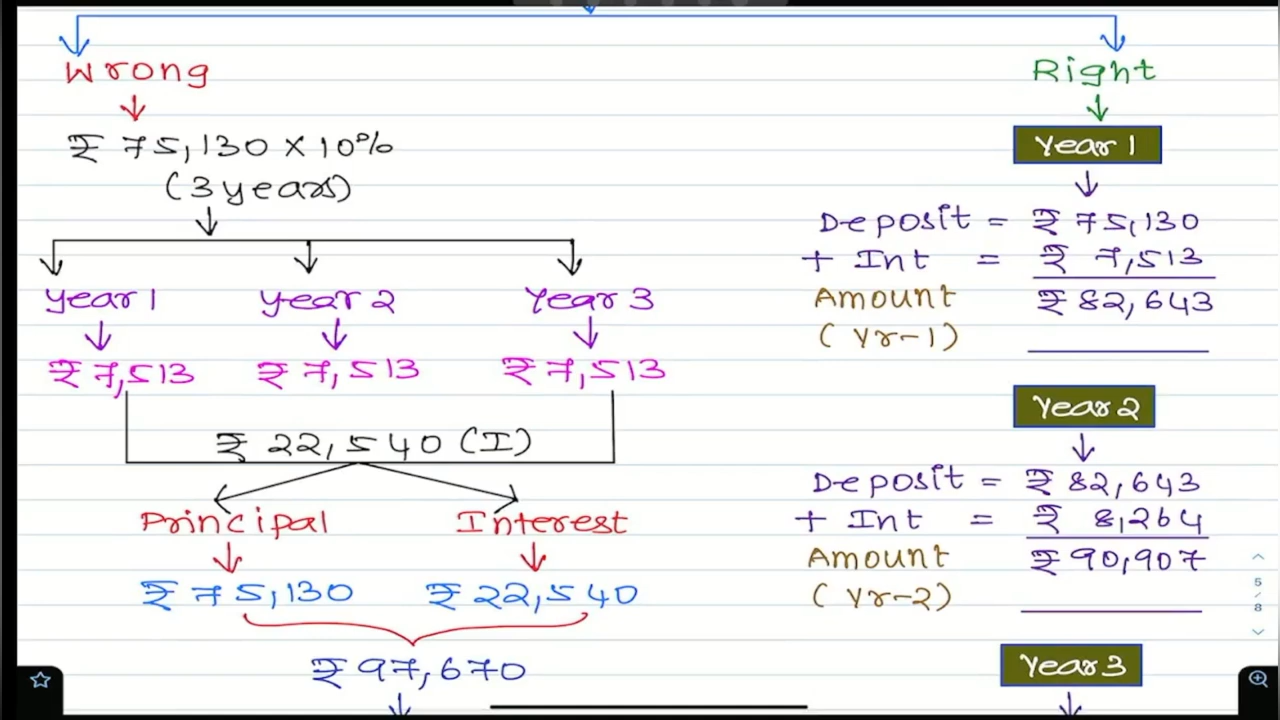 Wrong
₹ 75,130 × 10%
(3 years)
Year 1 Year 2 Year 3
₹ 7,513 ₹ 7,513 ₹ 7,513
₹ 22,540 (I)
Principal Interest
₹ 75,130 ₹ 22,540
₹ 97,670
Right
Year 1
Deposit = ₹ 75,130
+ Int = ₹ 7,513
Amount ₹ 82,643
(Yr-1)
Year 2
Deposit = ₹ 82,643
+ Int = ₹ 8,264
Amount ₹ 90,907
(Yr-2)
Year 3
5
/
8